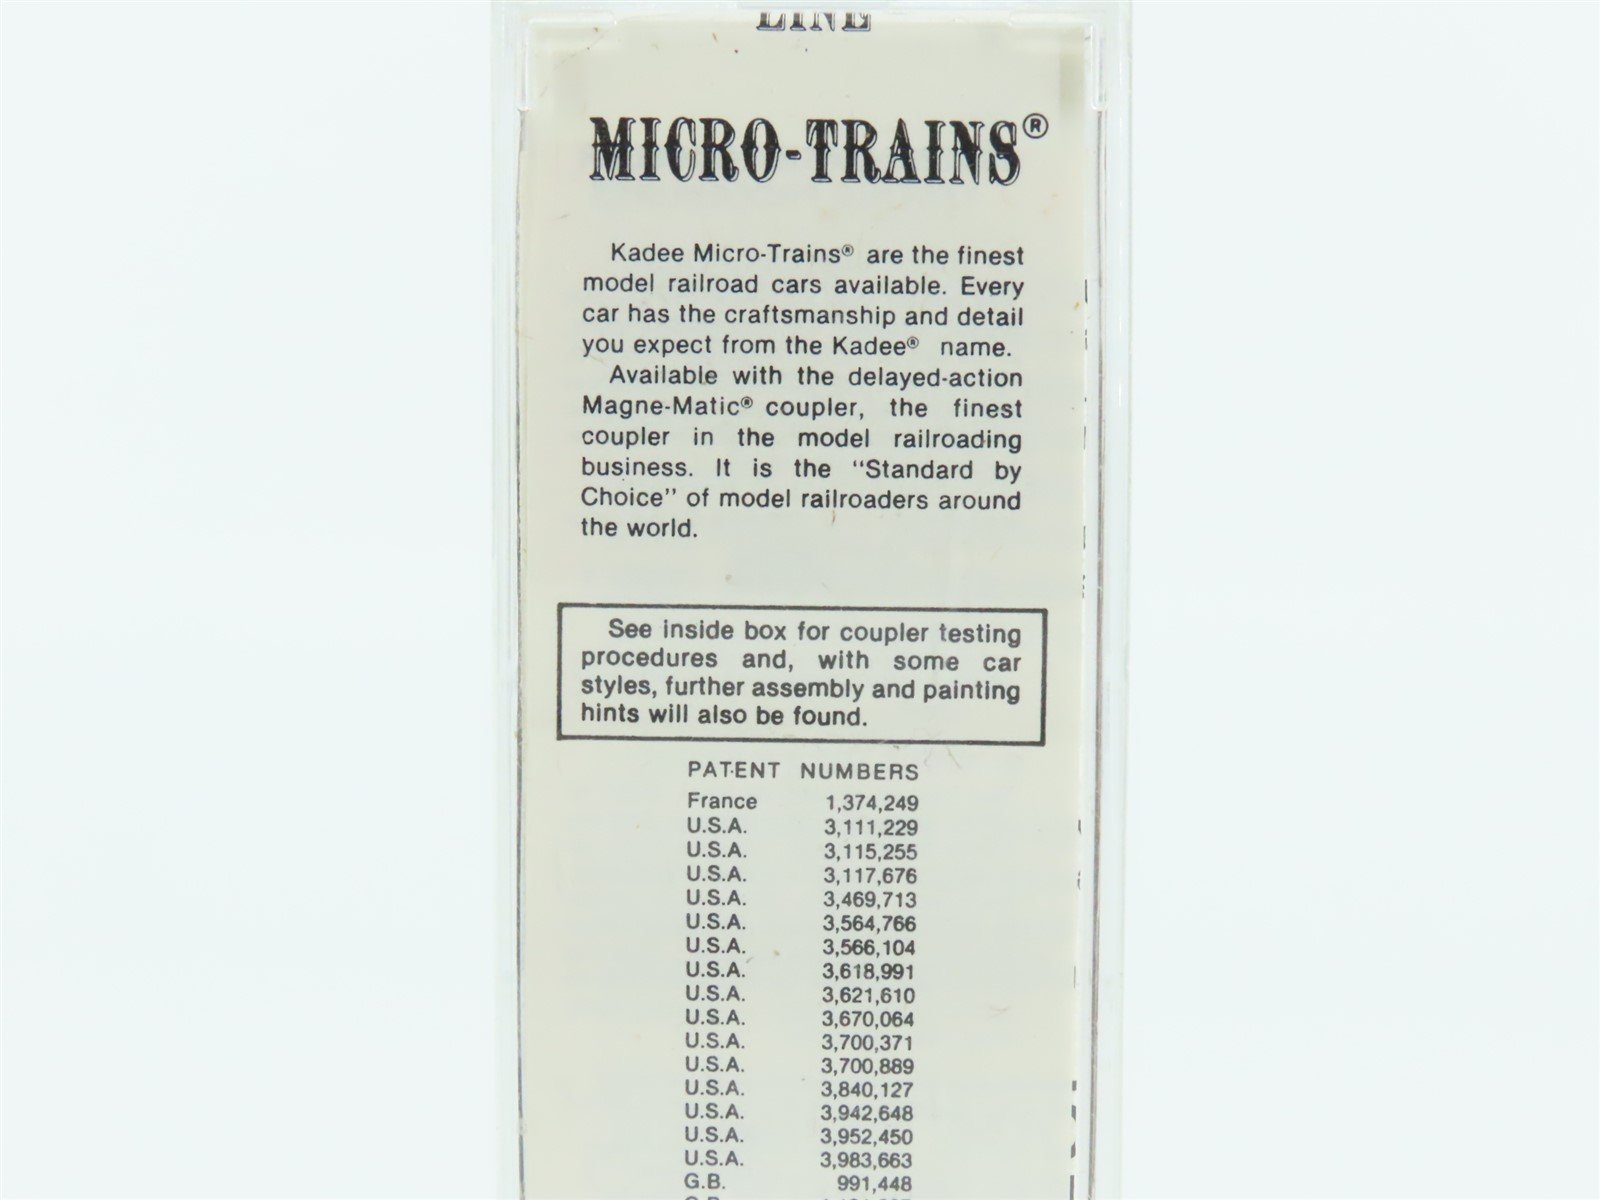 LINE
MICRO-TRAINS®
Kadee Micro-Trains® are the finest
model railroad cars available. Every
car has the craftsmanship and detail
you expect from the Kadee® name.
Available with the delayed-action
Magne-Matic® coupler, the finest
coupler in the model railroading
business. It is the “Standard by
Choice” of model railroaders around
the world.
See inside box for coupler testing
procedures and, with some car
styles, further assembly and painting
hints will also be found.
PATENT NUMBERS
France 1,374,249
U.S.A. 3,111,229
U.S.A. 3,115,255
U.S.A. 3,117,676
U.S.A. 3,469,713
U.S.A. 3,564,766
U.S.A. 3,566,104
U.S.A. 3,618,991
U.S.A. 3,621,610
U.S.A. 3,670,064
U.S.A. 3,700,371
U.S.A. 3,700,889
U.S.A. 3,840,127
U.S.A. 3,942,648
U.S.A. 3,952,450
U.S.A. 3,983,663
G.B. 991,448